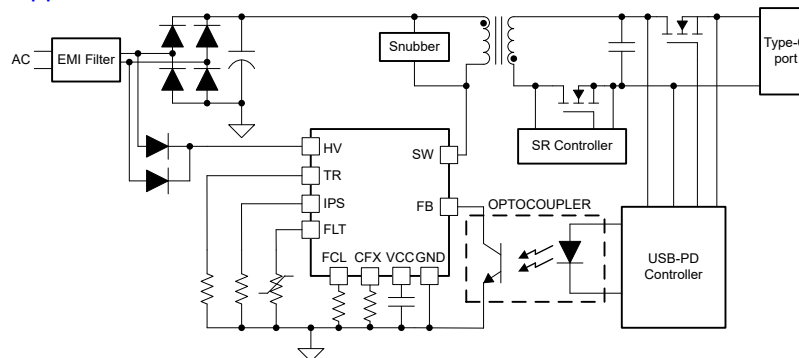 AC
EMI Filter
Snubber
Type-C
port
SR Controller
HV
SW
TR
IPS
FB
OPTOCOUPLER
FLT
FCL CFX VCC GND
USB-PD
Controller